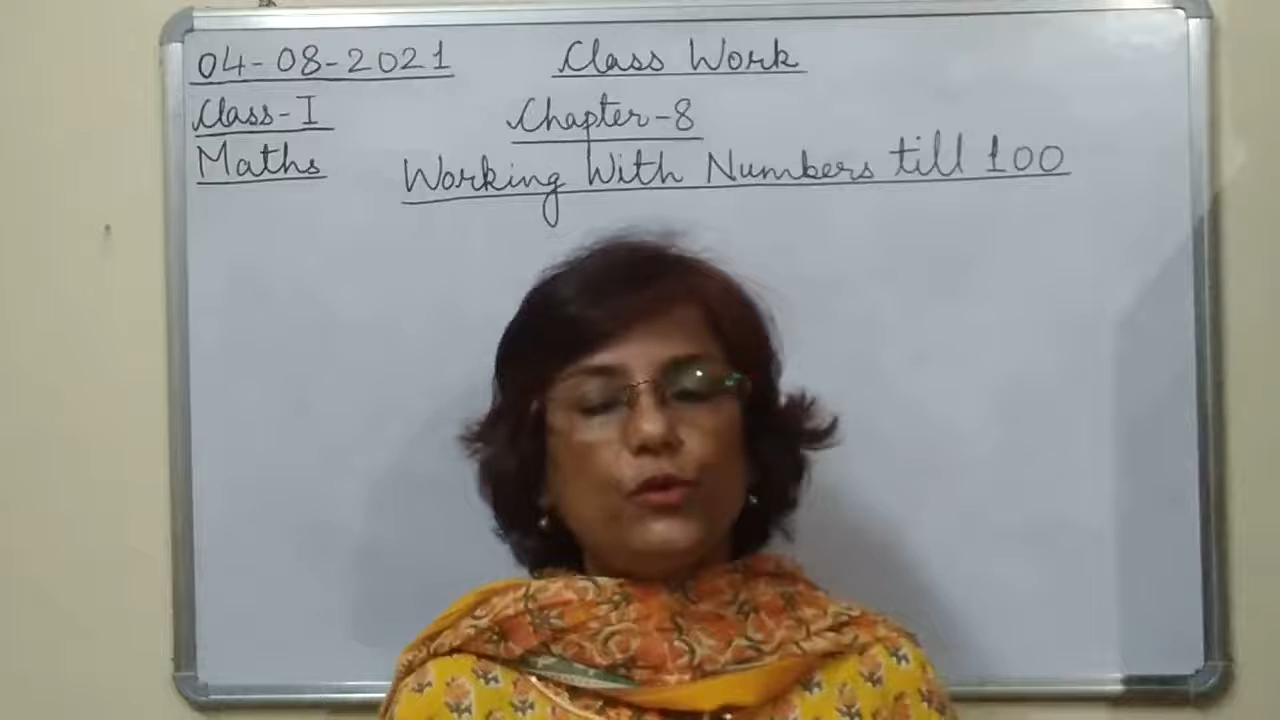 04-08-2021 Class Work
Class-I Chapter-8
Maths Working With Numbers till 100